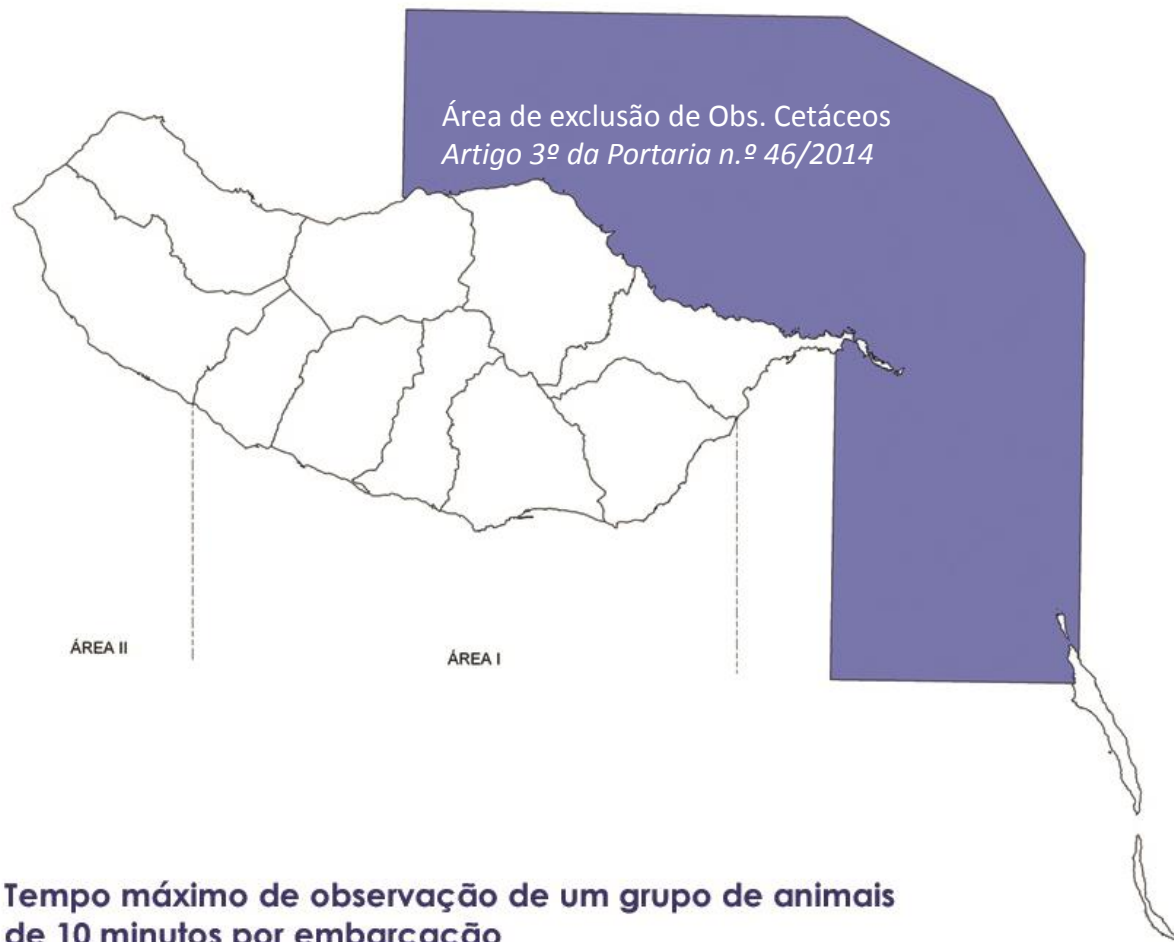 Área de exclusão de Obs. Cetáceos
Artigo 3º da Portaria n.º 46/2014
ÁREA II
ÁREA I
Tempo máximo de observação de um grupo de animais
de 10 minutos por embarcação